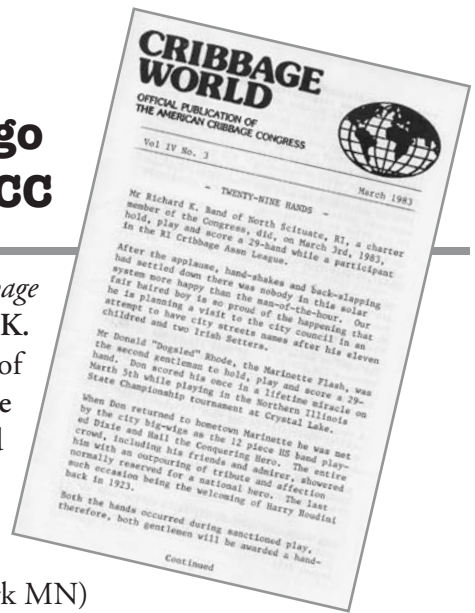 go
CC
page
K.
of
e
d
k MN)
CRIBBAGE
WORLD
OFFICIAL PUBLICATION OF
THE AMERICAN CRIBBAGE CONGRESS
Vol IV No. 3
March 1983
- TWENTY-NINE HANDS -
Mr Richard K. Band of North Scituate, RI, a charter
member of the Congress, did, on March 3rd, 1983,
hold, play and score a 29-hand while a participant
in the RI Cribbage Assn League.
After the applause, hand-shakes and back-slapping
had settled down there was nobody in this solar
system more happy than the man-of-the-hour. Our
fair haired boy is so proud of the happening that
he is planning a visit to the city council in an
attempt to have city streets names after his eleven
childred and two Irish Setters.
Mr Donald "Dogsled" Rhode, the Marinette Flash, was
the second gentleman to hold, play and score a 29-
hand. Don scored his once in a lifetime miracle on
March 5th while playing in the Northern Illinois
State Championship tournament at Crystal Lake.
When Don returned to hometown Marinette he was met
by the city big-wigs as the 12 piece HS band play-
ed Dixie and Hail the Conquering Hero. The entire
crowd, including his friends and admirer, showered
him with an outpouring of tribute and affection
normally reserved for a national hero. The last
much occasion being the welcoming of Harry Houdini
back in 1923.
Both the hands occurred during sanctioned play,
therefore, both gentlemen will be awarded a hand-
Continued